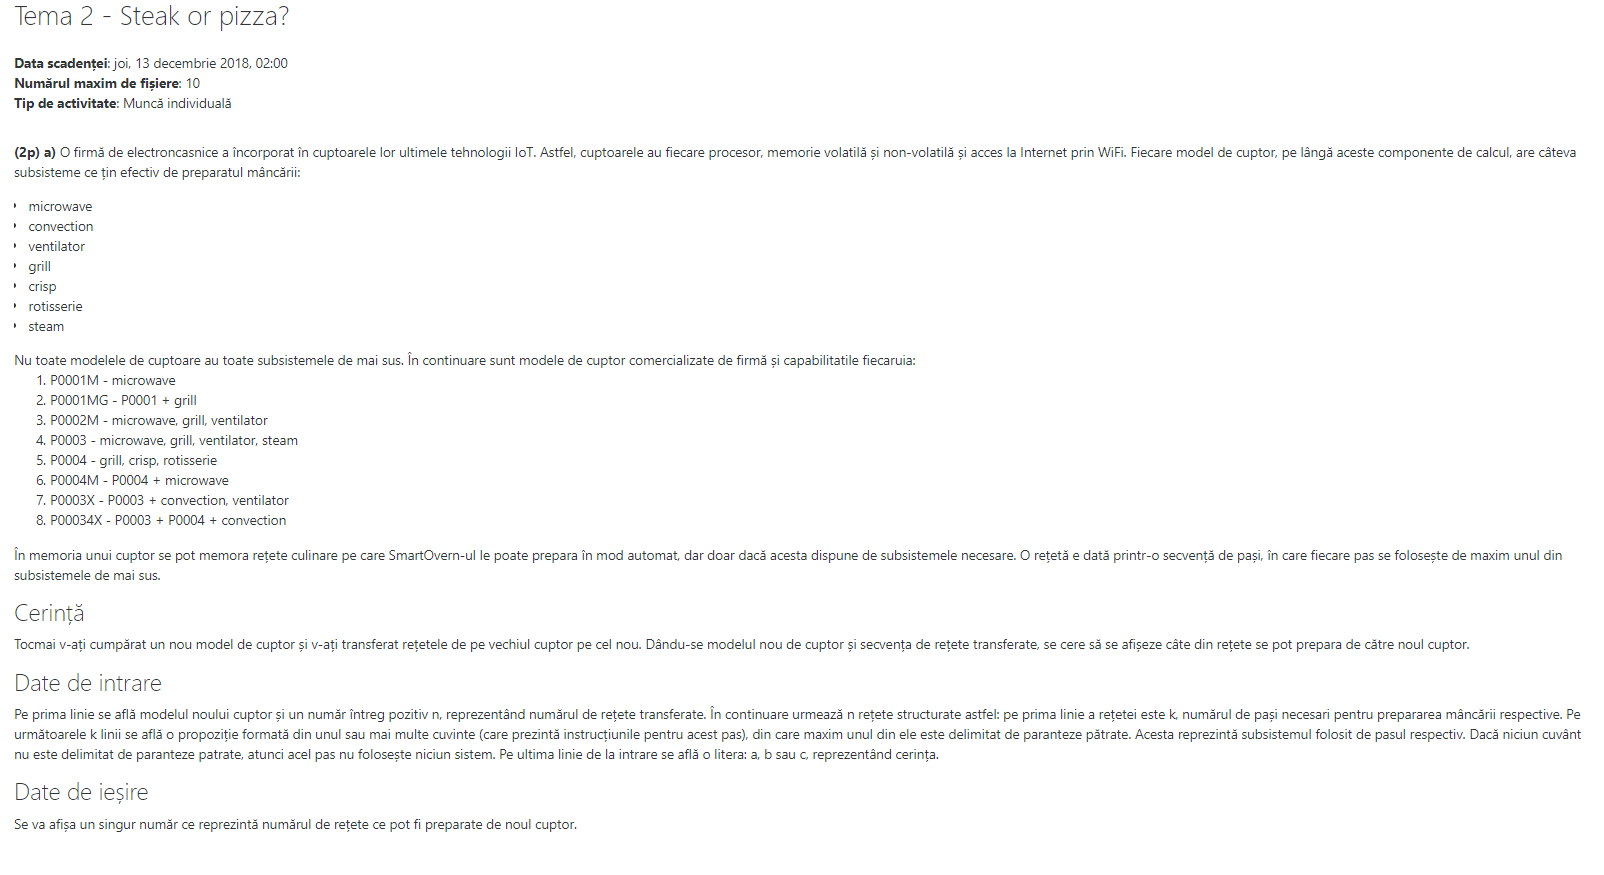 Tema 2 - Steak or pizza?
Data scadenței: joi, 13 decembrie 2018, 02:00
Numărul maxim de fișiere: 10
Tip de activitate: Muncă individuală
(2p) a) O firmă de electroncasnice a încorporat în cuptoarele lor ultimele tehnologii IoT. Astfel, cuptoarele au fiecare procesor, memorie volatilă și non-volatilă și acces la Internet prin WiFi. Fiecare model de cuptor, pe lângă aceste componente de calcul, are câteva
subsisteme ce țin efectiv de preparatul mâncării:
microwave
convection
ventilator
grill
crisp
rotisserie
steam
Nu toate modelele de cuptoare au toate subsistemele de mai sus. În continuare sunt modele de cuptor comercializate de firmă și capabilitatile fiecaruia:
1. P0001M - microwave
2. P0001MG - P0001 + grill
3. P0002M - microwave, grill, ventilator
4. P0003 - microwave, grill, ventilator, steam
5. P0004 - grill, crisp, rotisserie
6. P0004M - P0004 + microwave
7. P0003X - P0003 + convection, ventilator
8. P00034X - P0003 + P0004 + convection
În memoria unui cuptor se pot memora rețete culinare pe care SmartOvern-ul le poate prepara în mod automat, dar doar dacă acesta dispune de subsistemele necesare. O rețetă e dată printr-o secvență de pași, în care fiecare pas se folosește de maxim unul din
subsistemele de mai sus.
Cerință
Tocmai v-ați cumpărat un nou model de cuptor și v-ați transferat rețetele de pe vechiul cuptor pe cel nou. Dându-se modelul nou de cuptor și secvența de rețete transferate, se cere să se afișeze câte din rețete se pot prepara de către noul cuptor.
Date de intrare
Pe prima linie se află modelul noului cuptor și un număr întreg pozitiv n, reprezentând numărul de rețete transferate. În continuare urmează n rețete structurate astfel: pe prima linie a rețetei este k, numărul de pași necesari pentru prepararea mâncării respective. Pe
următoarele k linii se află o propoziție formată din unul sau mai multe cuvinte (care prezintă instrucțiunile pentru acest pas), din care maxim unul din ele este delimitat de paranteze pătrate. Acesta reprezintă subsistemul folosit de pasul respectiv. Dacă niciun cuvânt
nu este delimitat de paranteze patrate, atunci acel pas nu folosește niciun sistem. Pe ultima linie de la intrare se află o litera: a, b sau c, reprezentând cerința.
Date de ieșire
Se va afișa un singur număr ce reprezintă numărul de rețete ce pot fi preparate de noul cuptor.